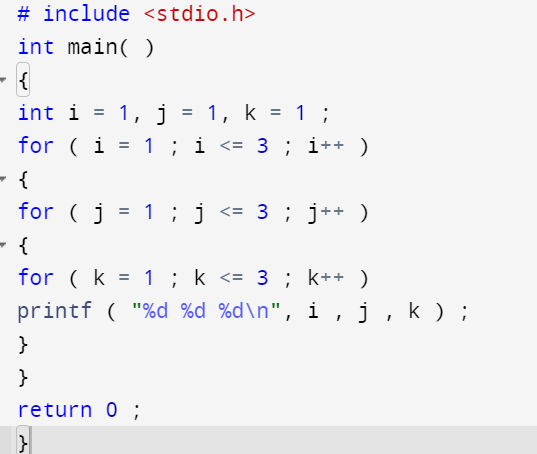 # include <stdio.h>
int main( )
{
int i = 1, j = 1, k = 1 ;
for ( i = 1 ; i <= 3 ; i++ )
{
for ( j = 1 ; j <= 3 ; j++ )
{
for ( k = 1 ; k <= 3 ; k++ )
printf ( "%d %d %d\n", i , j , k ) ;
}
}
return 0 ;
}